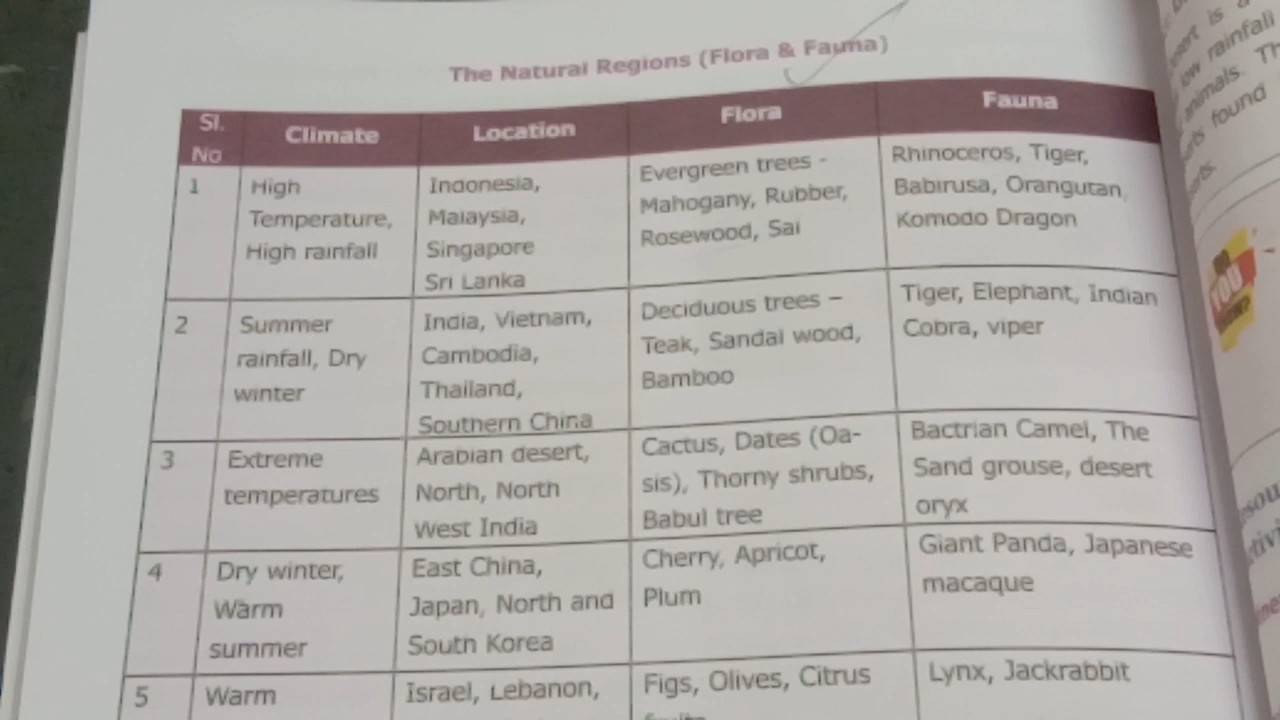 The Natural Regions (Flora & Fauna)
Sl. No Climate Location Flora Fauna
1
High
Temperature,
High rainfall
Indonesia,
Malaysia,
Singapore
Sri Lanka
Evergreen trees -
Mahogany, Rubber,
Rosewood, Sal
Rhinoceros, Tiger,
Babirusa, Orangutan,
Komodo Dragon
2
Summer
rainfall, Dry
winter
India, Vietnam,
Cambodia,
Thailand,
Southern China
Deciduous trees –
Teak, Sandal wood,
Bamboo
Tiger, Elephant, Indian
Cobra, viper
3
Extreme
temperatures
Arabian desert,
North, North
West India
Cactus, Dates (Oa-
sis), Thorny shrubs,
Babul tree
Bactrian Camel, The
Sand grouse, desert
oryx
4
Dry winter,
Warm
summer
East China,
Japan, North and
South Korea
Cherry, Apricot,
Plum
Giant Panda, Japanese
macaque
5
Warm
Israel, Lebanon,
Figs, Olives, Citrus
Lynx, Jackrabbit
rainfall
animals. Th
found
YOU